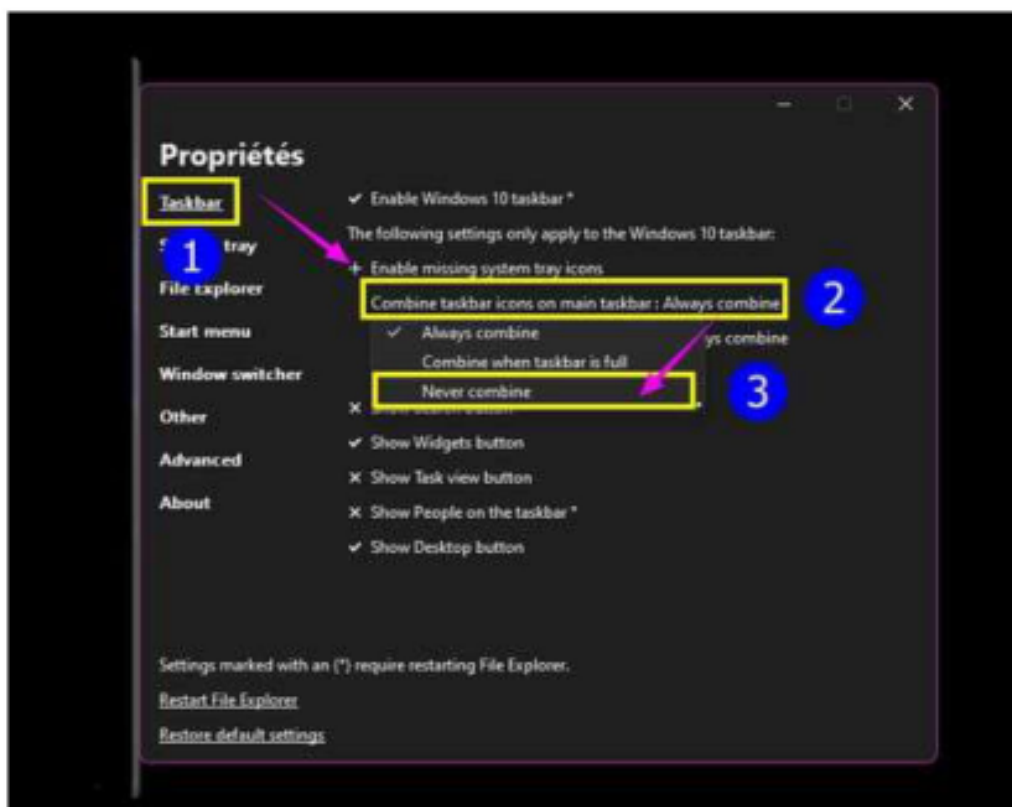 Propriétés
Taskbar
tray
File Explorer
Start menu
Window switcher
Other
Advanced
About
✓ Enable Windows 10 taskbar *
The following settings only apply to the Windows 10 taskbar:
+ Enable missing system tray icons
Combine taskbar icons on main taskbar : Always combine
ys combine
✓ Always combine
Combine when taskbar is full
Never combine
✓ Show Widgets button
✕ Show Task view button
✕ Show People on the taskbar *
✓ Show Desktop button
1
2
3
Settings marked with an (*) require restarting File Explorer.
Restart File Explorer
Restore default settings